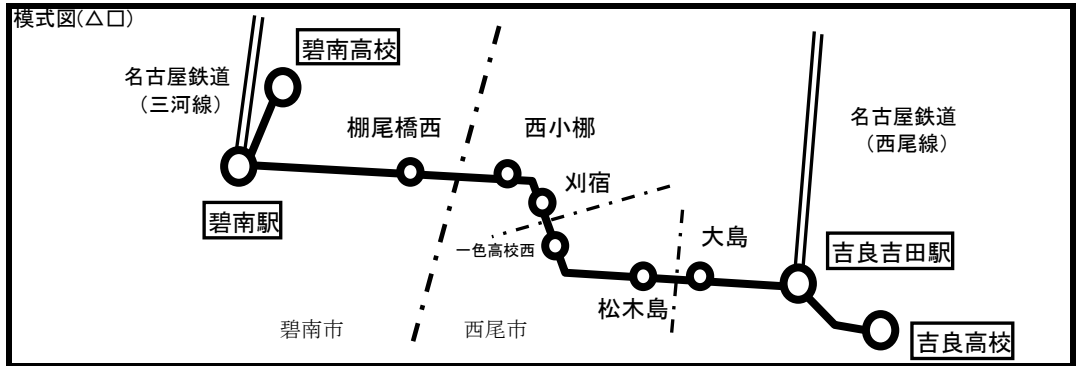 模式図(△□)
碧南高校
名古屋鉄道
（三河線）
棚尾橋西
西小梛
名古屋鉄道
（西尾線）
刈宿
碧南駅
一色高校西
大島
吉良吉田駅
松木島
碧南市
西尾市
吉良高校